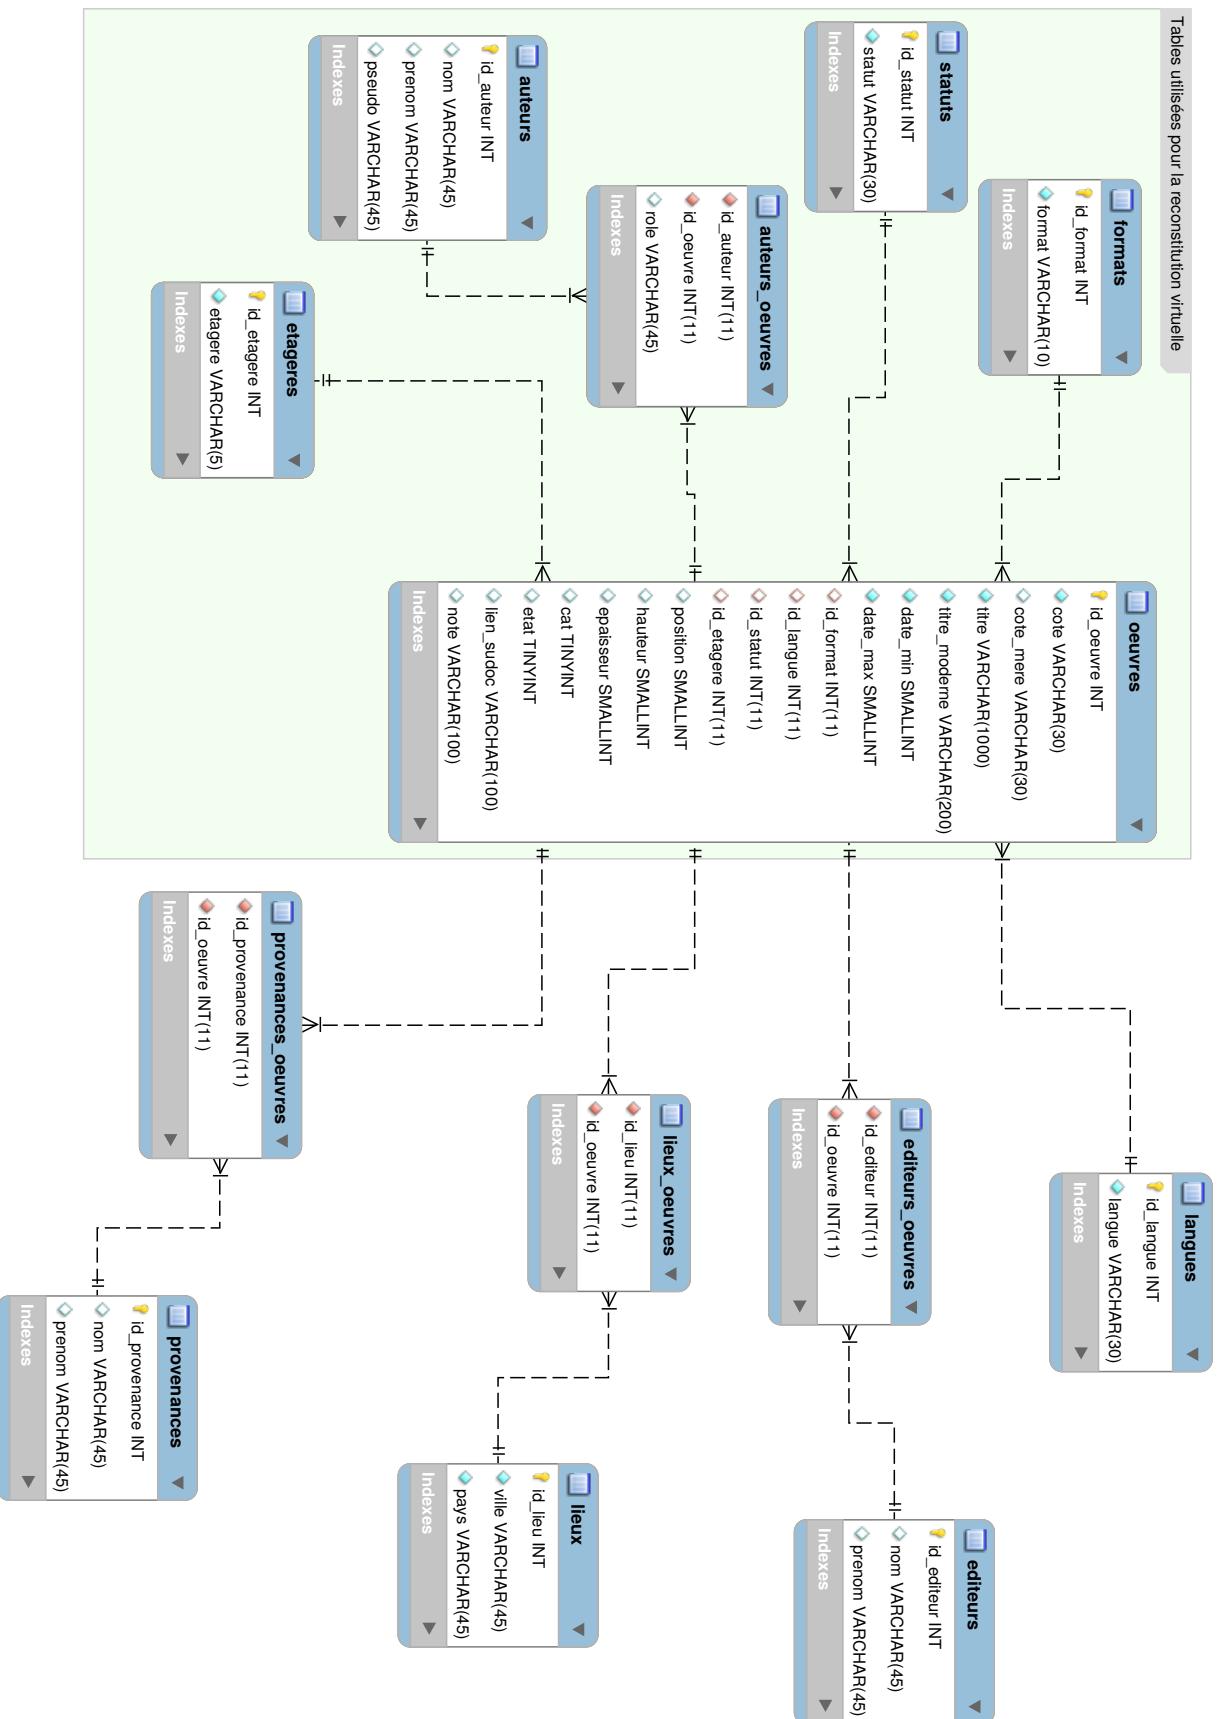 Tables utilisées pour la reconstitution virtuelle
formats
id_format INT
format VARCHAR(10)
Indexes
statuts
id_statut INT
statut VARCHAR(30)
Indexes
auteurs_oeuvres
id_auteur INT(11)
id_oeuvre INT(11)
role VARCHAR(45)
Indexes
auteurs
id_auteur INT
nom VARCHAR(45)
prenom VARCHAR(45)
pseudo VARCHAR(45)
Indexes
etageres
id_etagere INT
etagere VARCHAR(5)
Indexes
oeuvres
id_oeuvre INT
cote VARCHAR(30)
cote_mere VARCHAR(30)
titre VARCHAR(1000)
titre_moderne VARCHAR(200)
date_min SMALLINT
date_max SMALLINT
id_format INT(11)
id_langue INT(11)
id_statut INT(11)
id_etagere INT(11)
position SMALLINT
hauteur SMALLINT
epaisseur SMALLINT
cat TINYINT
etat TINYINT
lien_sudoc VARCHAR(100)
note VARCHAR(100)
Indexes
langues
id_langue INT
langue VARCHAR(30)
Indexes
editeurs_oeuvres
id_editeur INT(11)
id_oeuvre INT(11)
Indexes
editeurs
id_editeur INT
nom VARCHAR(45)
prenom VARCHAR(45)
Indexes
lieux_oeuvres
id_lieu INT(11)
id_oeuvre INT(11)
Indexes
lieux
id_lieu INT
ville VARCHAR(45)
pays VARCHAR(45)
Indexes
provenances_oeuvres
id_provenance INT(11)
id_oeuvre INT(11)
Indexes
provenances
id_provenance INT
nom VARCHAR(45)
prenom VARCHAR(45)
Indexes